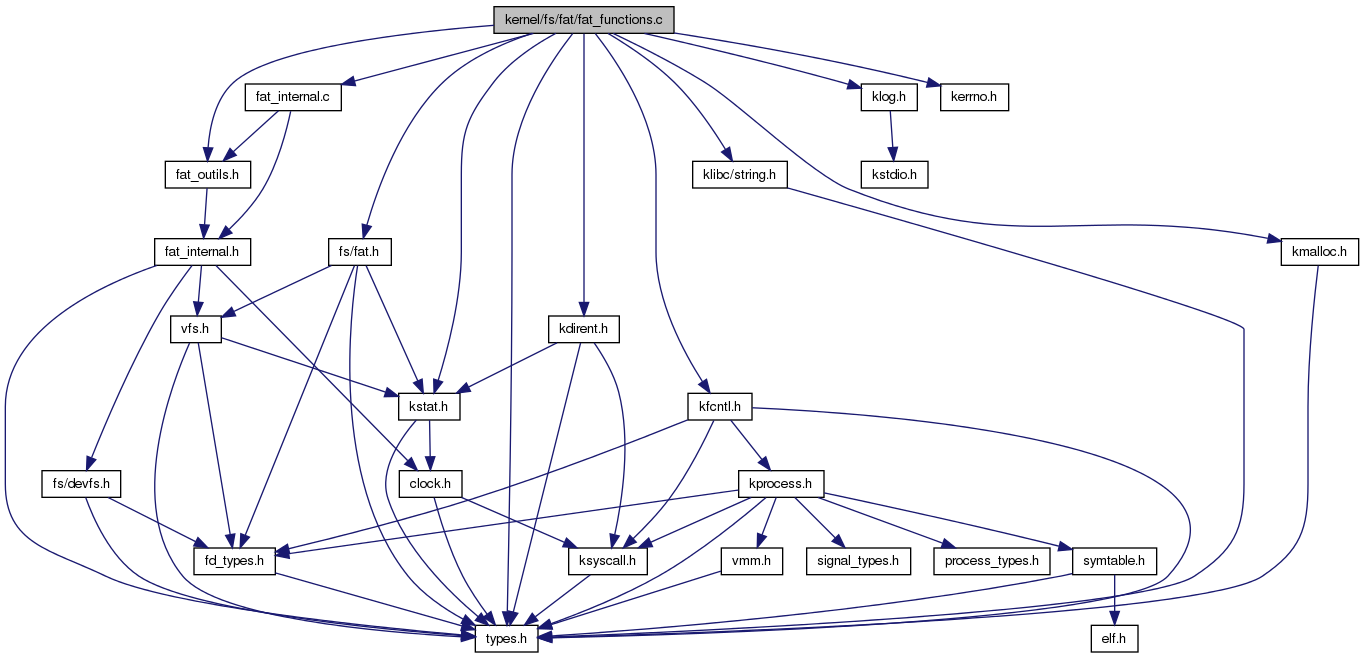 kernel/fs/fat/fat_functions.c
fat_internal.c
klog.h
kerrno.h
fat_outils.h
klibc/string.h
kstdio.h
fat_internal.h
fs/fat.h
kmalloc.h
vfs.h
kdirent.h
kstat.h
kfcntl.h
fs/devfs.h
clock.h
kprocess.h
fd_types.h
ksyscall.h
vmm.h
signal_types.h
process_types.h
symtable.h
types.h
elf.h